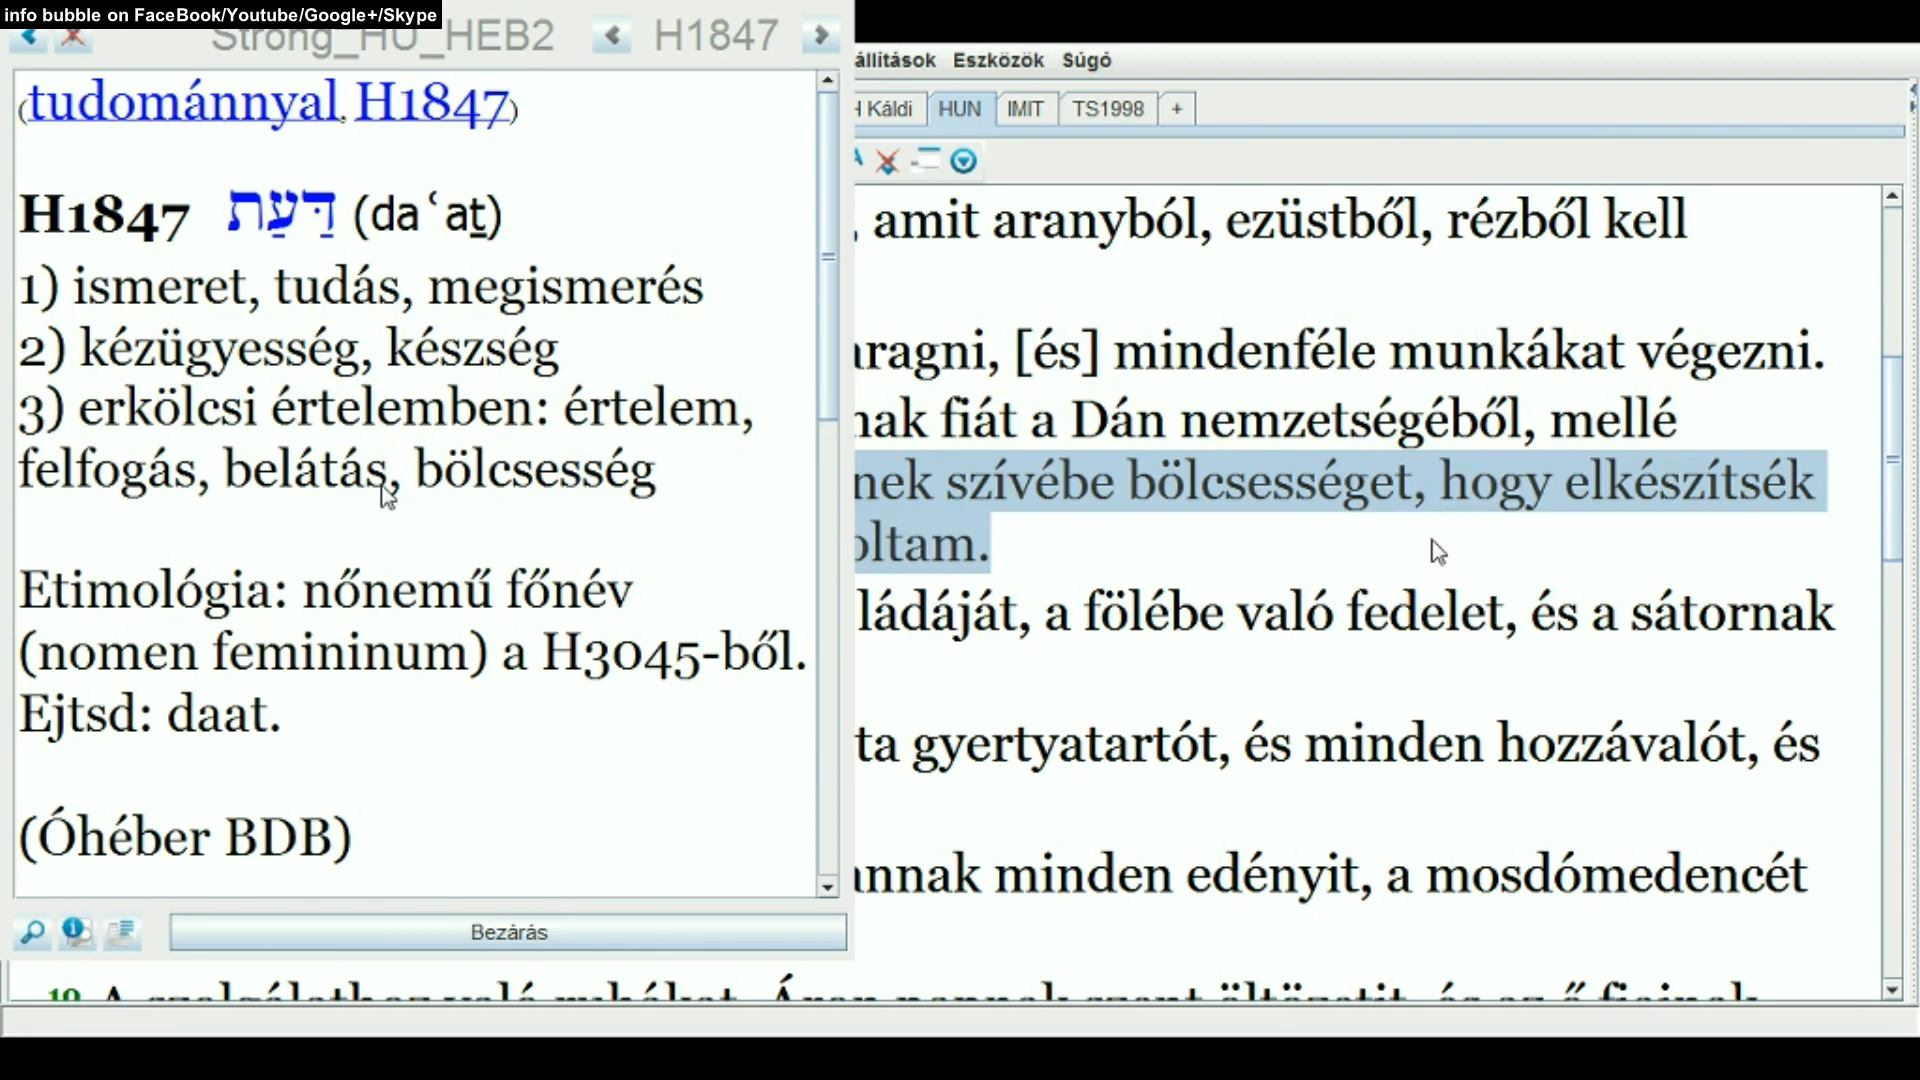 info bubble on FaceBook/Youtube/Google+/Skype
Strong_HU_HEB2 H1847
(tudománnyal, H1847)
H1847 דַּעַת (daʿaṯ)
1) ismeret, tudás, megismerés
2) kézügyesség, készség
3) erkölcsi értelemben: értelem,
felfogás, belátás, bölcsesség
Etimológia: nőnemű főnév
(nomen femininum) a H3045-ből.
Ejtsd: daat.
(Óhéber BDB)
Bezárás
állítások Eszközök Súgó
H Káldi HUN IMIT TS1998 +
, amit aranyból, ezüstből, rézből kell
aragni, [és] mindenféle munkákat végezni.
nak fiát a Dán nemzetségéből, mellé
nek szívébe bölcsességet, hogy elkészítsék
oltam.
ládáját, a fölébe való fedelet, és a sátornak
ta gyertyatartót, és minden hozzávalót, és
annak minden edényit, a mosdómedencét